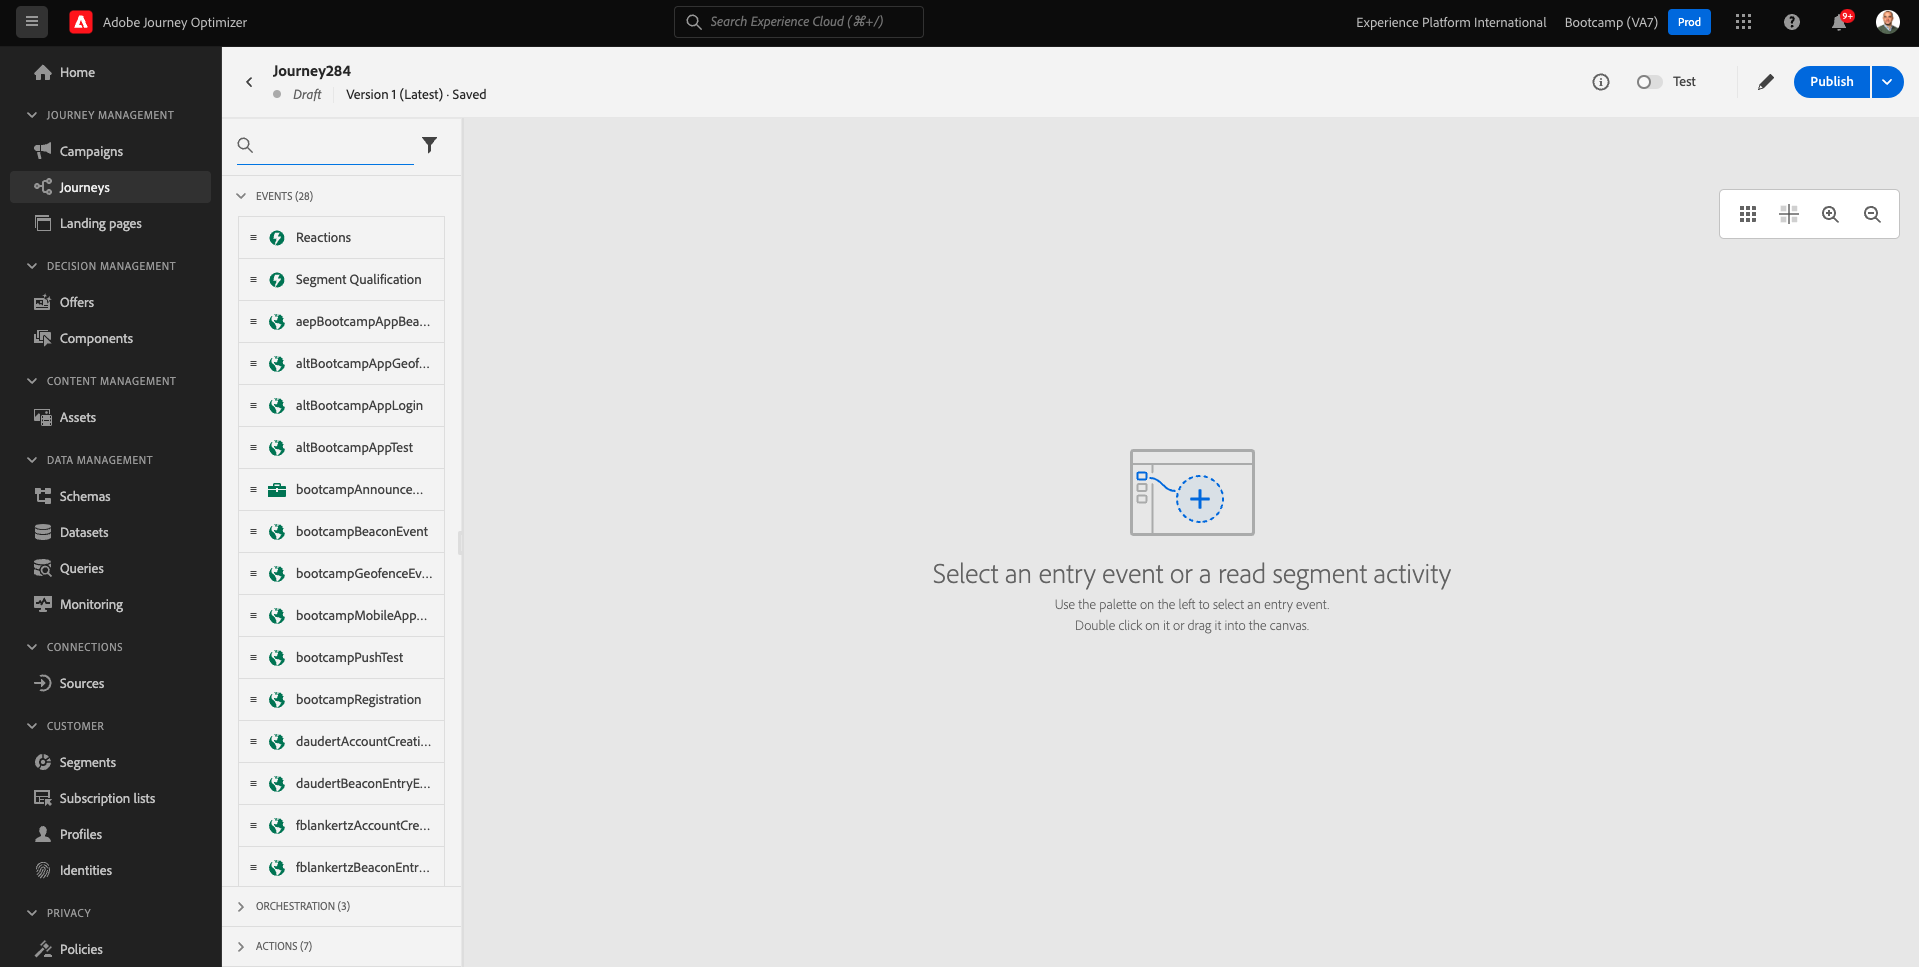 Adobe Journey Optimizer
Search Experience Cloud (⌘+/)
Experience Platform International
Bootcamp (VA7)
Prod
9+
Home
JOURNEY MANAGEMENT
Campaigns
Journeys
Landing pages
DECISION MANAGEMENT
Offers
Components
CONTENT MANAGEMENT
Assets
DATA MANAGEMENT
Schemas
Datasets
Queries
Monitoring
CONNECTIONS
Sources
CUSTOMER
Segments
Subscription lists
Profiles
Identities
PRIVACY
Policies
Journey284
Draft
Version 1 (Latest) · Saved
Test
Publish
EVENTS (28)
Reactions
Segment Qualification
aepBootcampAppBea...
altBootcampAppGeof...
altBootcampAppLogin
altBootcampAppTest
bootcampAnnounce...
bootcampBeaconEvent
bootcampGeofenceEv...
bootcampMobileApp...
bootcampPushTest
bootcampRegistration
daudertAccountCreati...
daudertBeaconEntryE...
fblankertzAccountCre...
fblankertzBeaconEntr...
ORCHESTRATION (3)
ACTIONS (7)
Select an entry event or a read segment activity
Use the palette on the left to select an entry event.
Double click on it or drag it into the canvas.